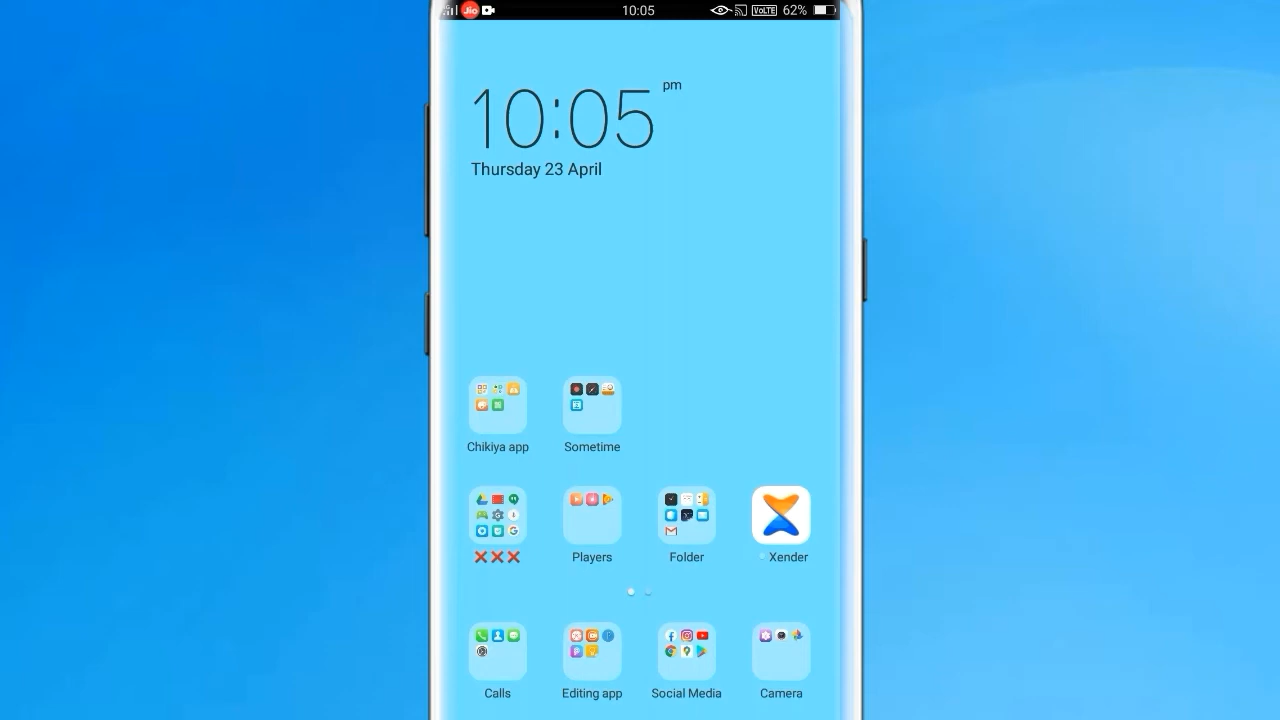 Jio 10:05 VoLTE 62%
10:05 pm
Thursday 23 April
Chikiya app Sometime
❌❌❌ Players Folder Xender
Calls Editing app Social Media Camera